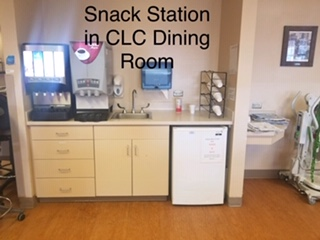 Snack Station
in CLC Dining
Room